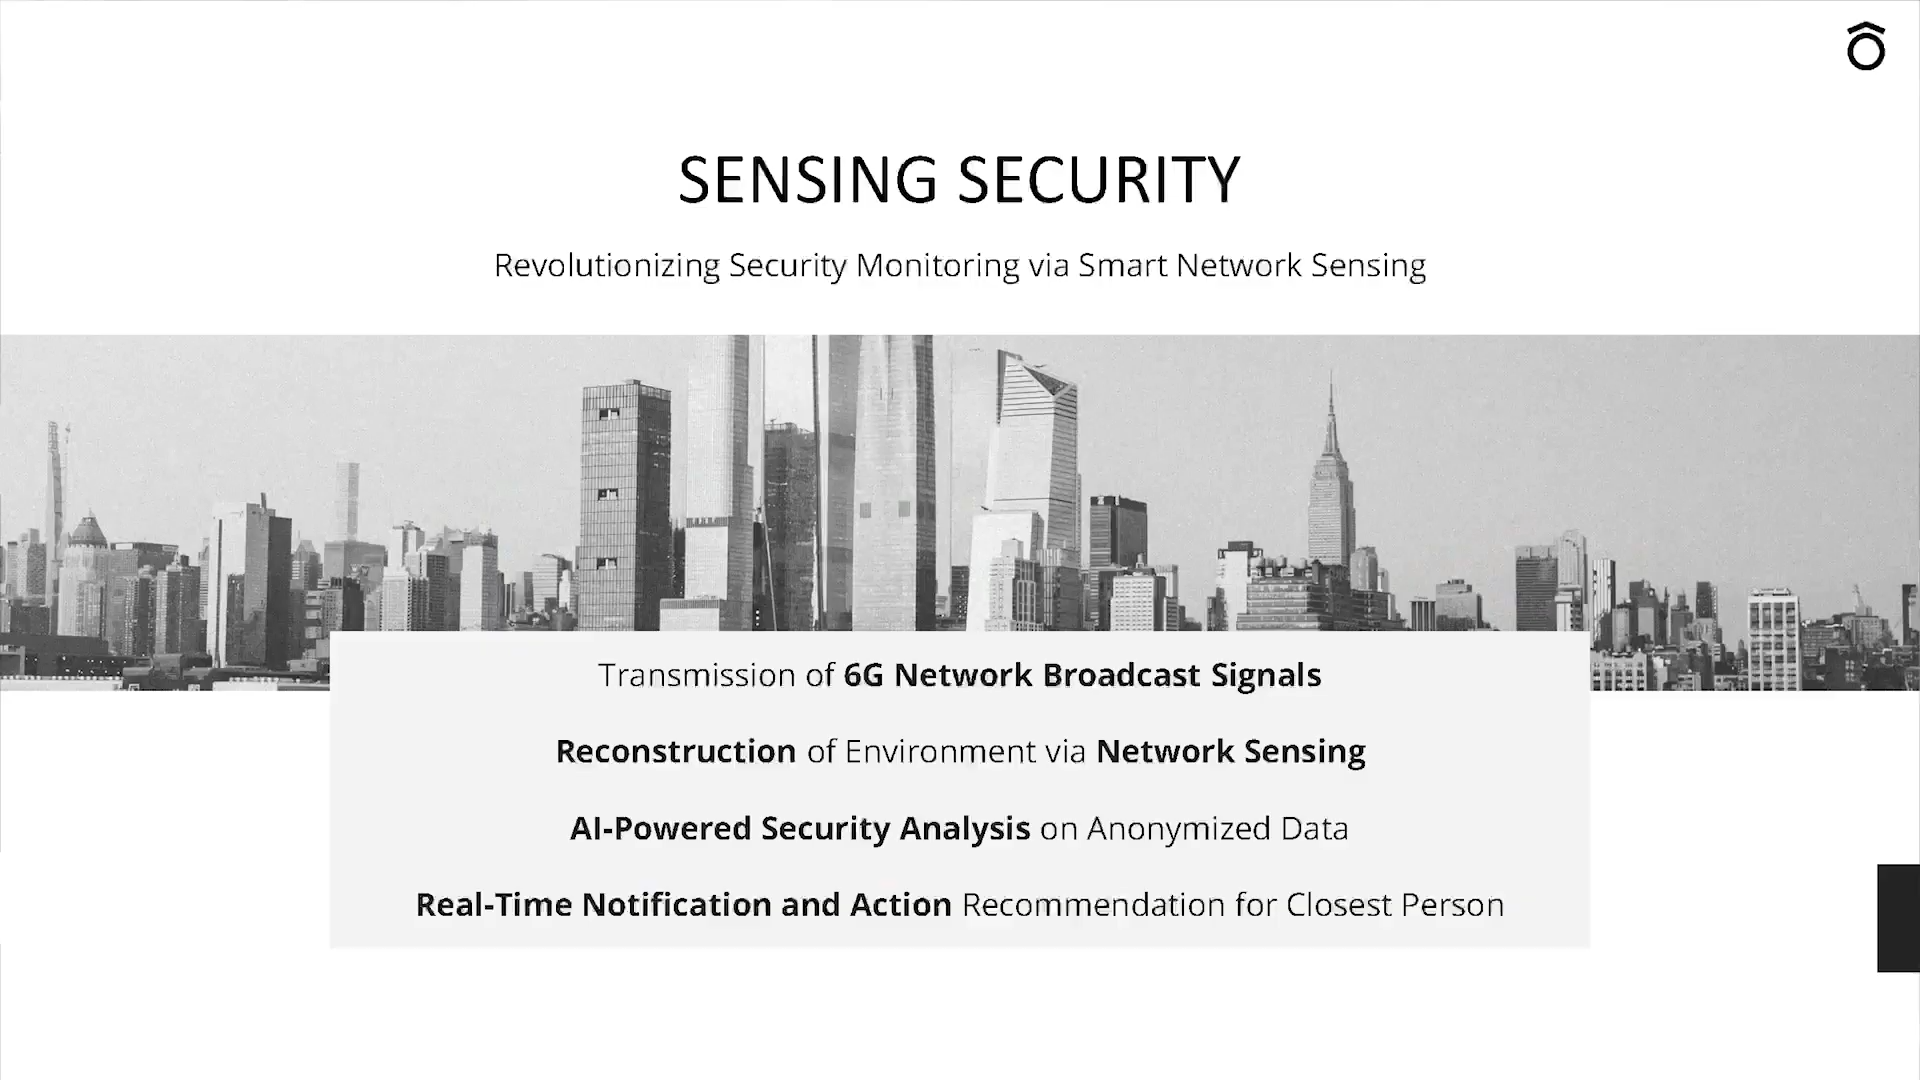 SENSING SECURITY
Revolutionizing Security Monitoring via Smart Network Sensing
Transmission of 6G Network Broadcast Signals
Reconstruction of Environment via Network Sensing
AI-Powered Security Analysis on Anonymized Data
Real-Time Notification and Action Recommendation for Closest Person